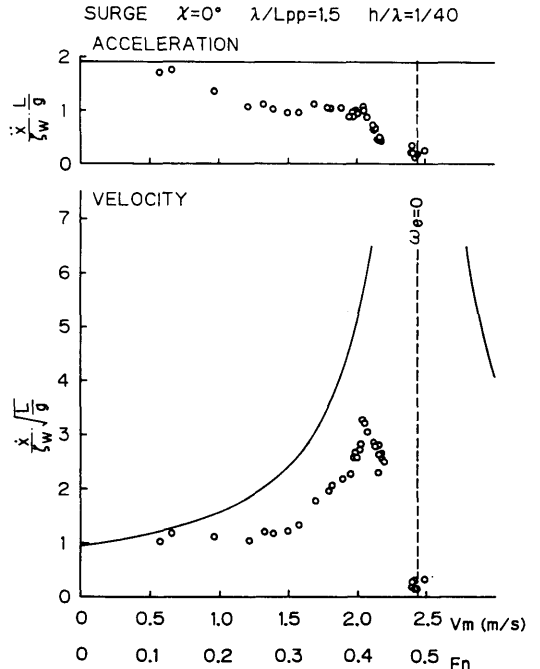 SURGE χ=0° λ/Lpp=1.5 h/λ=1/40
ACCELERATION
2
1
0
ẍ/ζw · L/g
VELOCITY
7
6
5
4
3
2
1
0
ẋ/ζw √L/g
ωe=0
0 0.5 1.0 1.5 2.0 2.5 Vm (m/s)
0 0.1 0.2 0.3 0.4 0.5 Fn